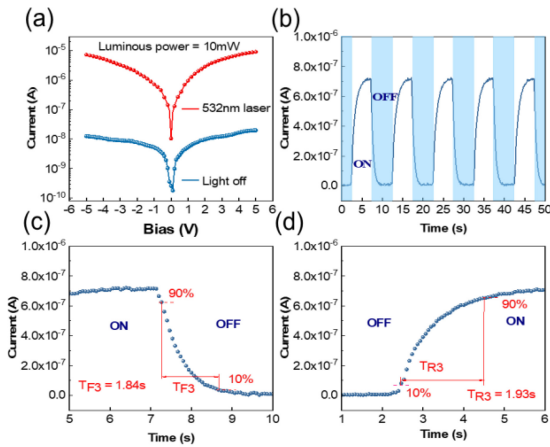 (a)
Luminous power = 10mW
532nm laser
Light off
Current (A)
10⁻⁵
10⁻⁶
10⁻⁷
10⁻⁸
10⁻⁹
10⁻¹⁰
-6 -5 -4 -3 -2 -1 0 1 2 3 4 5 6
Bias (V)
(b)
Current (A)
1.0x10⁻⁶
8.0x10⁻⁷
6.0x10⁻⁷
4.0x10⁻⁷
2.0x10⁻⁷
0.0
OFF
ON
0 5 10 15 20 25 30 35 40 45 50
Time (s)
(c)
Current (A)
1.0x10⁻⁶
8.0x10⁻⁷
6.0x10⁻⁷
4.0x10⁻⁷
2.0x10⁻⁷
0.0
90%
ON
OFF
TF3 = 1.84s
TF3
10%
5 6 7 8 9 10
Time (s)
(d)
Current (A)
1.0x10⁻⁶
8.0x10⁻⁷
6.0x10⁻⁷
4.0x10⁻⁷
2.0x10⁻⁷
0.0
90%
OFF
ON
TR3
10%
TR3 = 1.93s
1 2 3 4 5 6
Time (s)